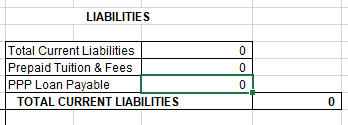 LIABILITIES
Total Current Liabilities 0
Prepaid Tuition & Fees 0
PPP Loan Payable 0
TOTAL CURRENT LIABILITIES 0